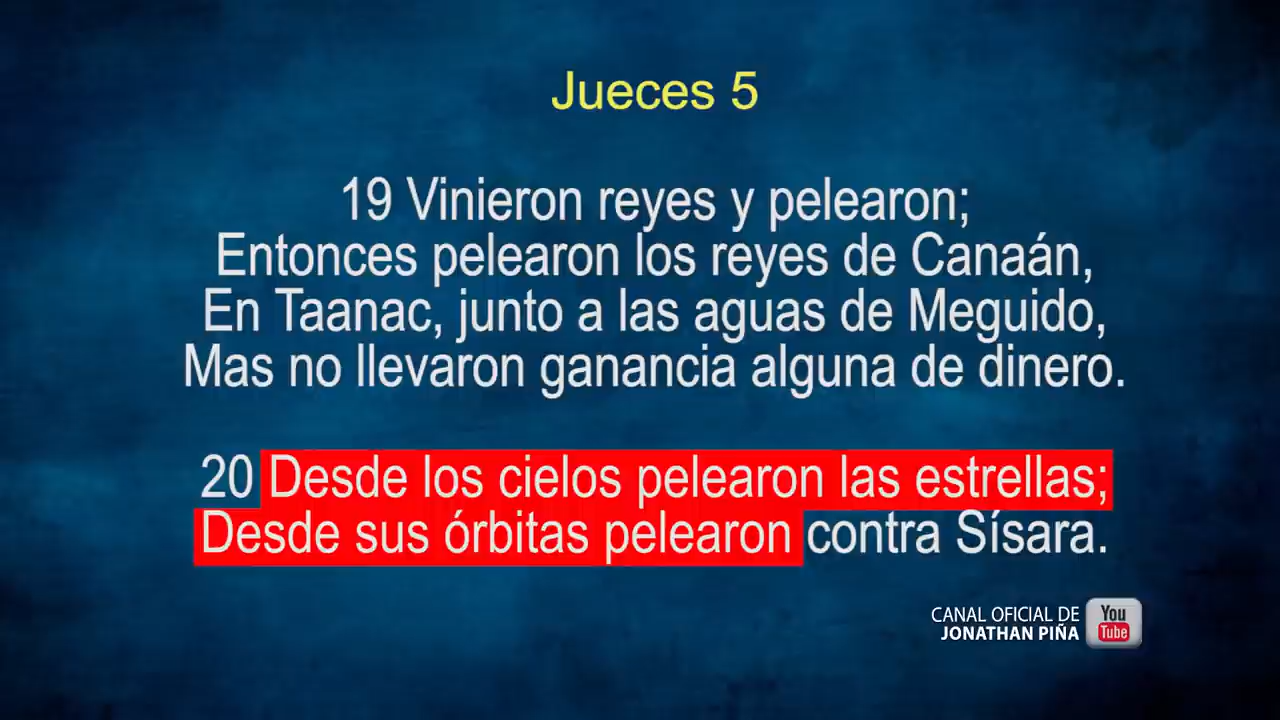 Jueces 5
19 Vinieron reyes y pelearon;
Entonces pelearon los reyes de Canaán,
En Taanac, junto a las aguas de Meguido,
Mas no llevaron ganancia alguna de dinero.
20 Desde los cielos pelearon las estrellas;
Desde sus órbitas pelearon contra Sísara.
CANAL OFICIAL DE
JONATHAN PIÑA
You
Tube